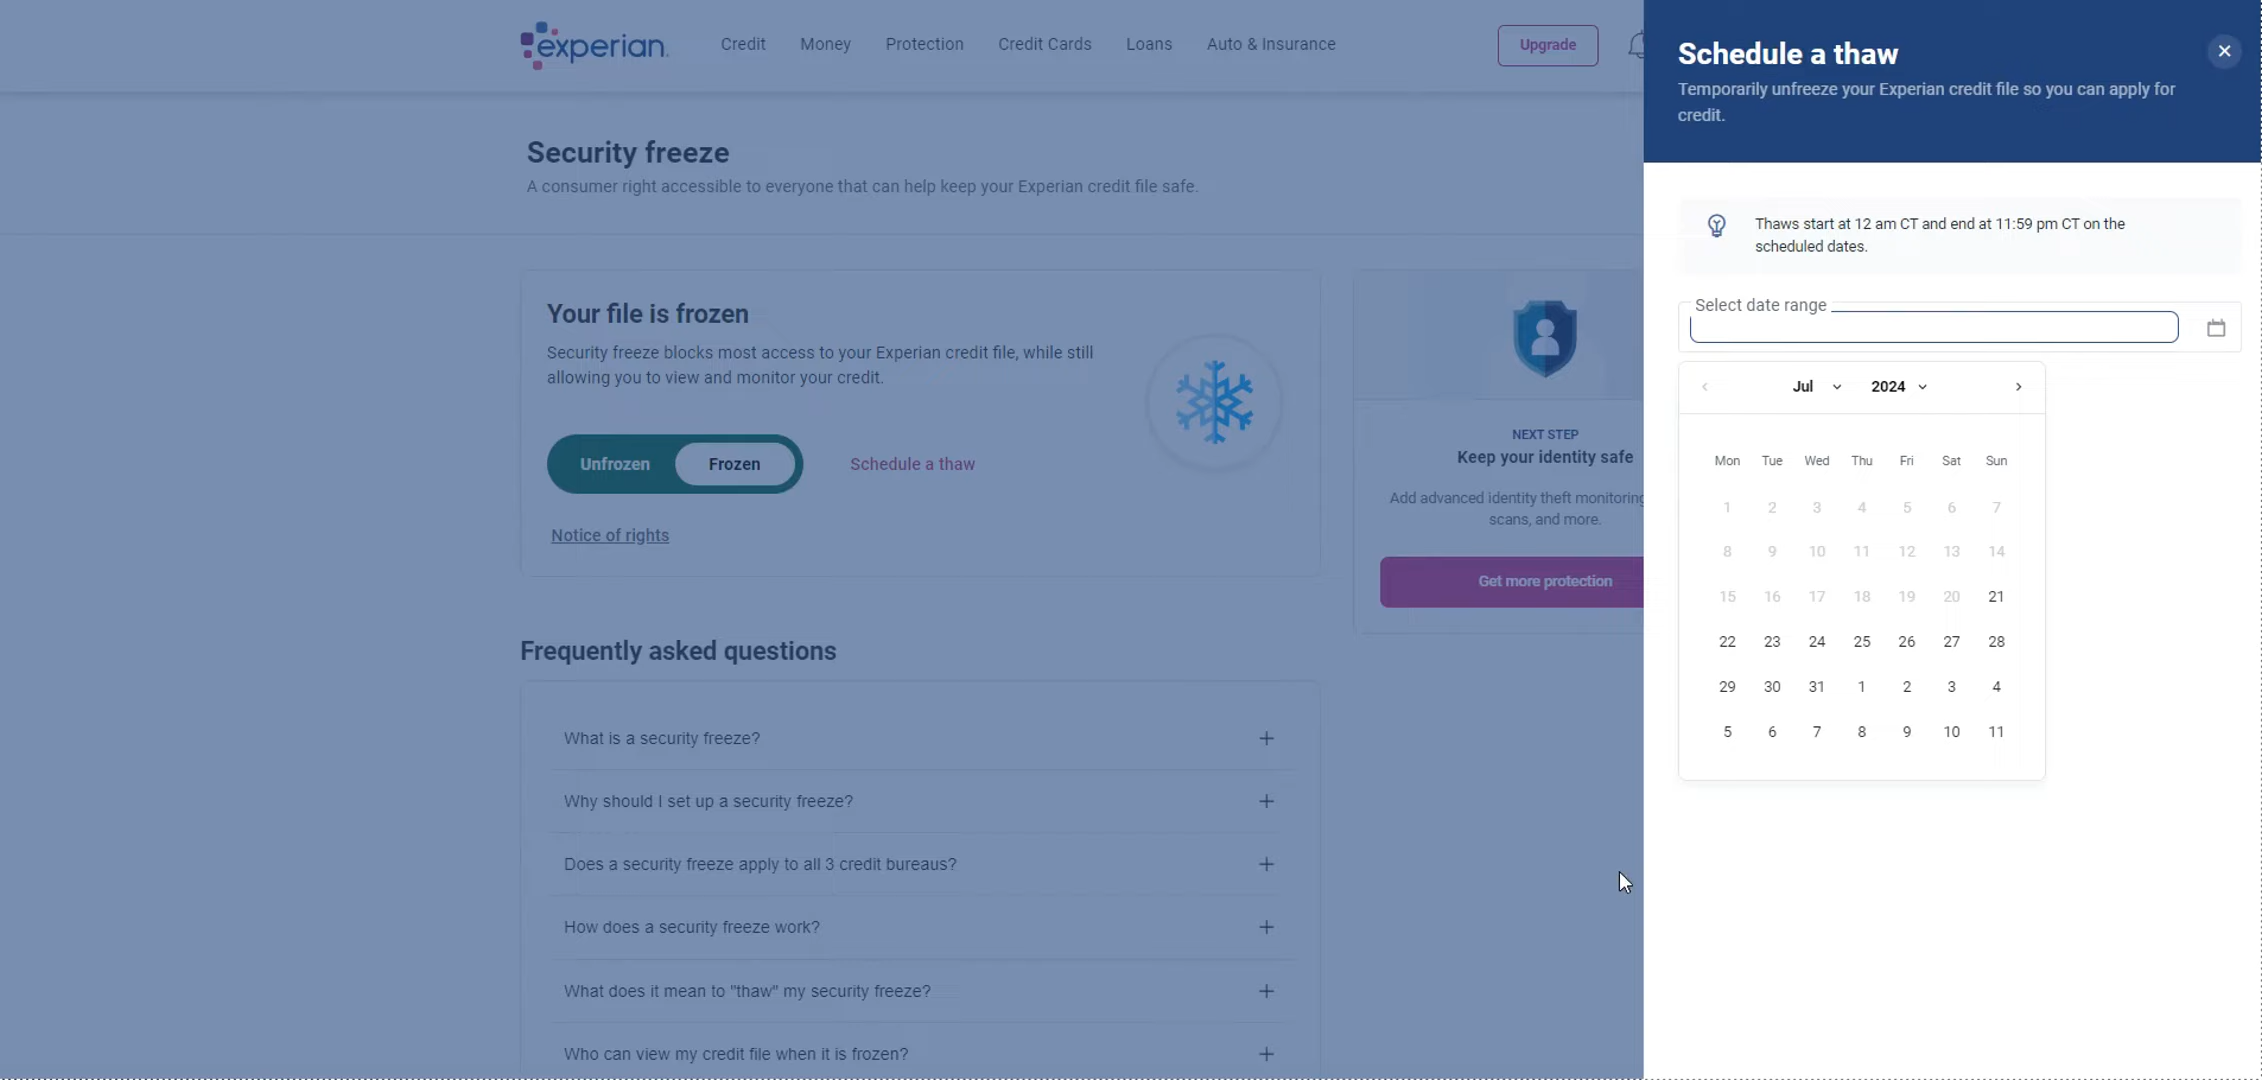 experian.
Credit
Money
Protection
Credit Cards
Loans
Auto & Insurance
Upgrade
Security freeze
A consumer right accessible to everyone that can help keep your Experian credit file safe.
Your file is frozen
Security freeze blocks most access to your Experian credit file, while still
allowing you to view and monitor your credit.
Unfrozen
Frozen
Schedule a thaw
Notice of rights
NEXT STEP
Keep your identity safe
Add advanced identity theft monitoring
scans, and more.
Get more protection
Frequently asked questions
What is a security freeze?
Why should I set up a security freeze?
Does a security freeze apply to all 3 credit bureaus?
How does a security freeze work?
What does it mean to "thaw" my security freeze?
Who can view my credit file when it is frozen?
Schedule a thaw
Temporarily unfreeze your Experian credit file so you can apply for
credit.
Thaws start at 12 am CT and end at 11:59 pm CT on the
scheduled dates.
Select date range
Jul 2024
Mon Tue Wed Thu Fri Sat Sun
1 2 3 4 5 6 7
8 9 10 11 12 13 14
15 16 17 18 19 20 21
22 23 24 25 26 27 28
29 30 31 1 2 3 4
5 6 7 8 9 10 11